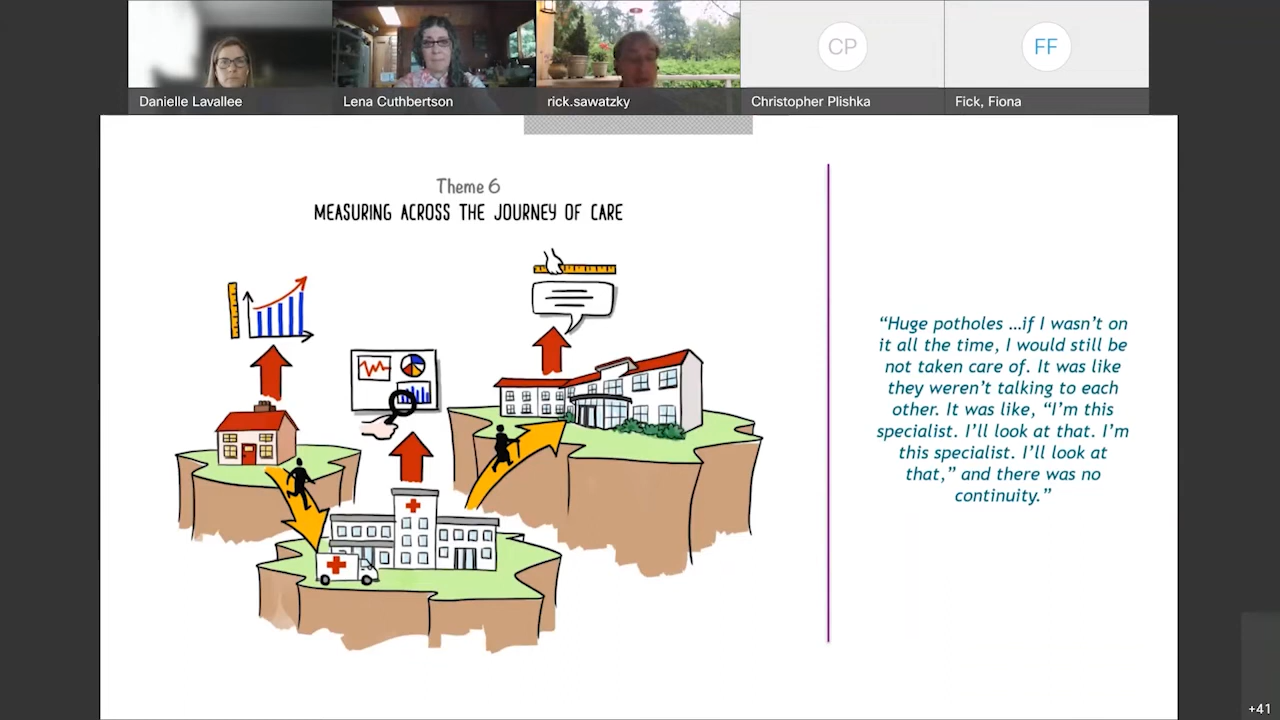 CP
FF
Danielle Lavallee
Lena Cuthbertson
rick.sawatzky
Christopher Plishka
Fick, Fiona
Theme 6
MEASURING ACROSS THE JOURNEY OF CARE
“Huge potholes …if I wasn’t on
it all the time, I would still be
not taken care of. It was like
they weren’t talking to each
other. It was like, “I’m this
specialist. I’ll look at that. I’m
this specialist. I’ll look at
that,” and there was no
continuity.”
+41